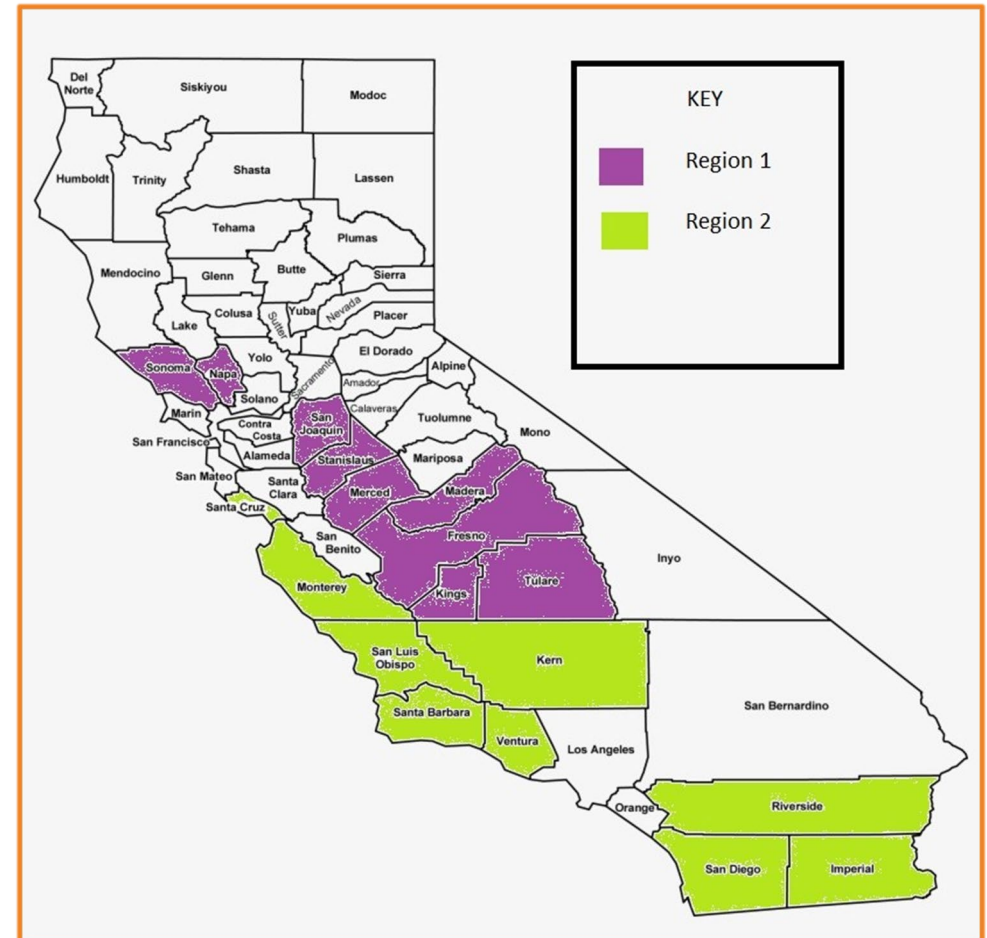 KEY
Region 1
Region 2
Del
Norte
Siskiyou
Modoc
Humboldt
Trinity
Shasta
Lassen
Tehama
Plumas
Mendocino
Glenn
Butte
Sierra
Lake
Colusa
Sutter
Yuba
Nevada
Placer
Sonoma
Napa
Yolo
El Dorado
Solano
Sacramento
Amador
Alpine
Marin
Contra
Costa
San
Joaquin
Calaveras
Tuolumne
Mono
San Francisco
Alameda
Stanislaus
Mariposa
San Mateo
Santa
Clara
Merced
Madera
Santa Cruz
San
Benito
Fresno
Inyo
Monterey
Kings
Tulare
San Luis
Obispo
Kern
Santa Barbara
Ventura
Los Angeles
San Bernardino
Orange
Riverside
San Diego
Imperial